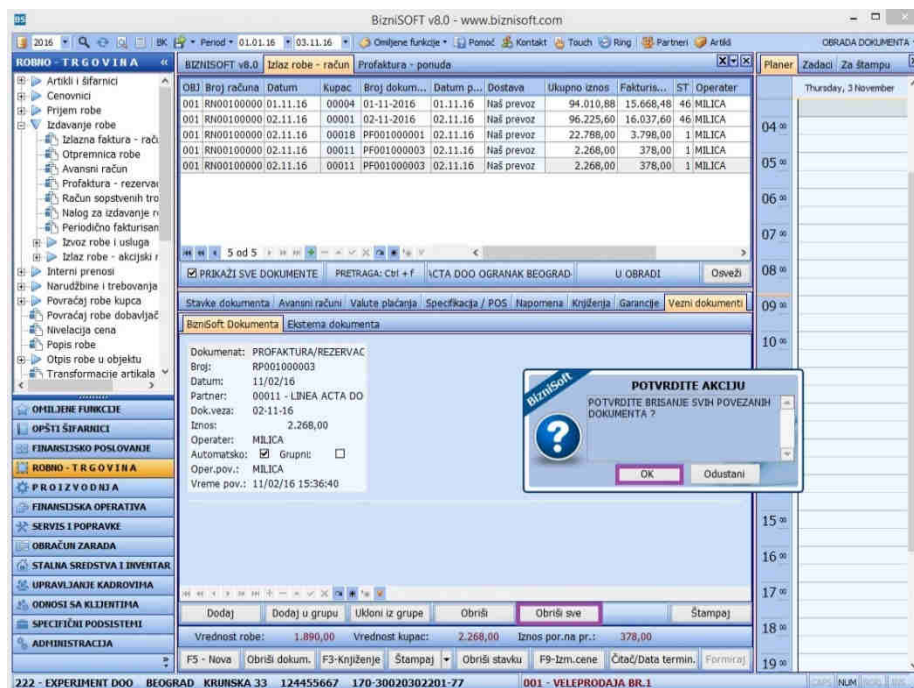 BizniSOFT v8.0 - www.biznisoft.com
2016 BK Period 01.01.16 03.11.16 Omiljene funkcije Pomoć Kontakt Touch Ring Partneri Artikli OBRADA DOKUMENTA
ROBNO - T R G O V I N A «
Artikli i šifarnici
Cenovnici
Prijem robe
Izdavanje robe
Izlazna faktura - raču
Otpremnica robe
Avansni račun
Profaktura - rezervac
Račun sopstvenih tro
Nalog za izdavanje r
Periodično fakturisan
Izvoz robe i usluga
Izlaz robe - akcijski r
Interni prenosi
Narudžbine i trebovanja
Povraćaj robe kupca
Povraćaj robe dobavljač
Nivelacija cena
Popis robe
Otpis robe u objektu
Transformacije artikala
OMILJENE FUNKCIJE
OPŠTI ŠIFARNICI
FINANSIJSKO POSLOVANJE
ROBNO - T R G O V I N A
P R O I Z V O D N J A
FINANSIJSKA OPERATIVA
SERVIS I POPRAVKE
OBRAČUN ZARADA
STALNA SREDSTVA I INVENTAR
UPRAVLJANJE KADROVIMA
ODNOSI SA KLIJENTIMA
SPECIFIČNI PODSISTEMI
ADMINISTRACIJA
BIZNISOFT v8.0 Izlaz robe - račun Profaktura - ponuda
OBJ Broj računa Datum Kupac Broj dokum... Datum p... Dostava Ukupno iznos Fakturis... ST Operater
001 RN00100000 01.11.16 00004 01-11-2016 01.11.16 Naš prevoz 94.010,88 15.668,48 46 MILICA
001 RN00100000 02.11.16 00001 02-11-2016 02.11.16 Naš prevoz 96.225,60 16.037,60 46 MILICA
001 RN00100000 02.11.16 00018 PF001000001 02.11.16 Naš prevoz 22.788,00 3.798,00 1 MILICA
001 RN00100000 02.11.16 00011 PF001000003 02.11.16 Naš prevoz 2.268,00 378,00 1 MILICA
001 RN00100000 02.11.16 00011 PF001000003 02.11.16 Naš prevoz 2.268,00 378,00 1 MILICA
5 od 5
PRIKAŽI SVE DOKUMENTE PRETRAGA: Ctrl + f ACTA DOO OGRANAK BEOGRAD U OBRADI Osveži
Stavke dokumenta Avansni računi Valute plaćanja Specifikacija / POS Napomena Knjiženja Garancije Vezni dokumenti
BizniSoft Dokumenta Eksterna dokumenta
Dokumenat: PROFAKTURA/REZERVAC
Broj: RP001000003
Datum: 11/02/16
Partner: 00011 - LINEA ACTA DO
Dok.veza: 02-11-16
Iznos: 2.268,00
Operater: MILICA
Automatsko: Grupni:
Oper.pov.: MILICA
Vreme pov.: 11/02/16 15:36:40
BizniSoft
POTVRDITE AKCIJU
POTVRDITE BRISANJE SVIH POVEZANIH
DOKUMENTA ?
OK Odustani
Dodaj Dodaj u grupu Ukloni iz grupe Obriši Obriši sve Štampaj
Vrednost robe: 1.890,00 Vrednost kupac: 2.268,00 Iznos por.na pr.: 378,00
F5 - Nova Obriši dokum. F3-Knjiženje Štampaj Obriši stavku F9-Izm.cene Čitač/Data termin. Formiraj
Planer Zadaci Za štampu
Thursday, 3 November
04 00
05 00
06 00
07 00
08 00
09 00
10 00
15 00
16 00
17 00
18 00
19 00
222 - EXPERIMENT DOO BEOGRAD KRUNSKA 33 124455667 170-30020302201-77 001 - VELEPRODAJA BR.1 CAPS NUM